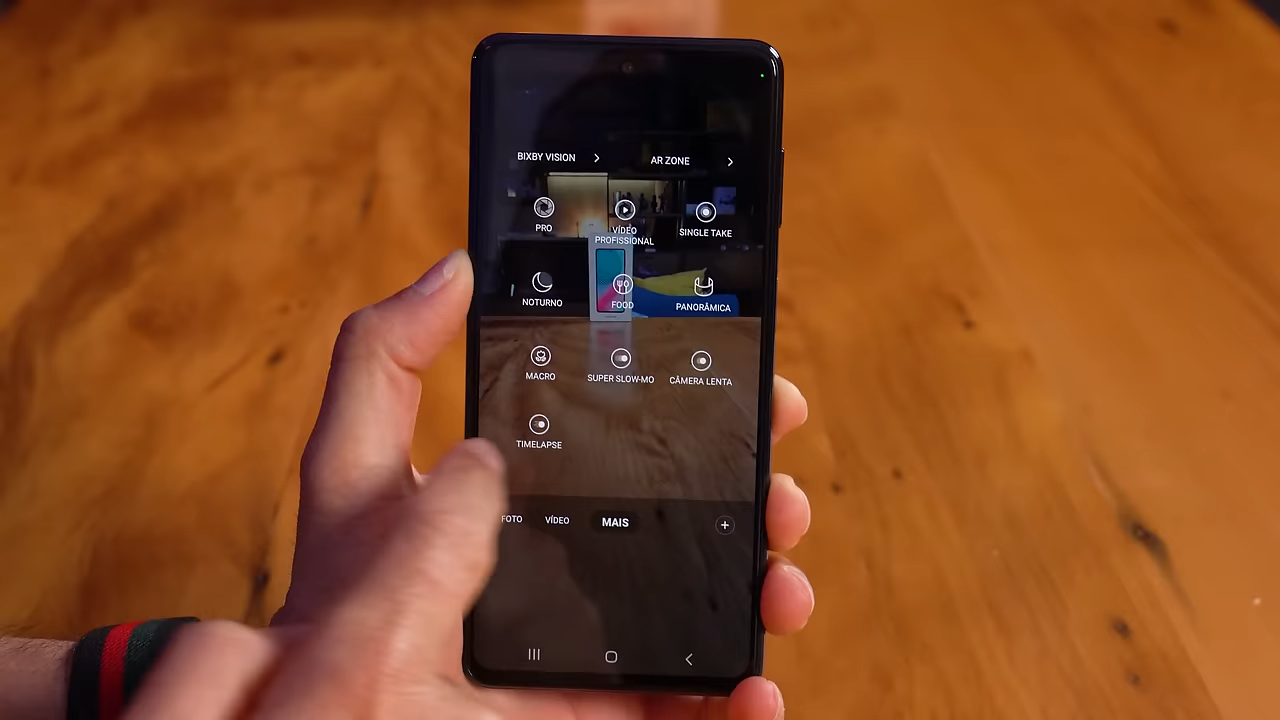 BIXBY VISION
AR ZONE
PRO
VÍDEO
PROFISSIONAL
SINGLE TAKE
NOTURNO
FOOD
PANORÂMICA
MACRO
SUPER SLOW-MO
CÂMERA LENTA
TIMELAPSE
FOTO
VÍDEO
MAIS